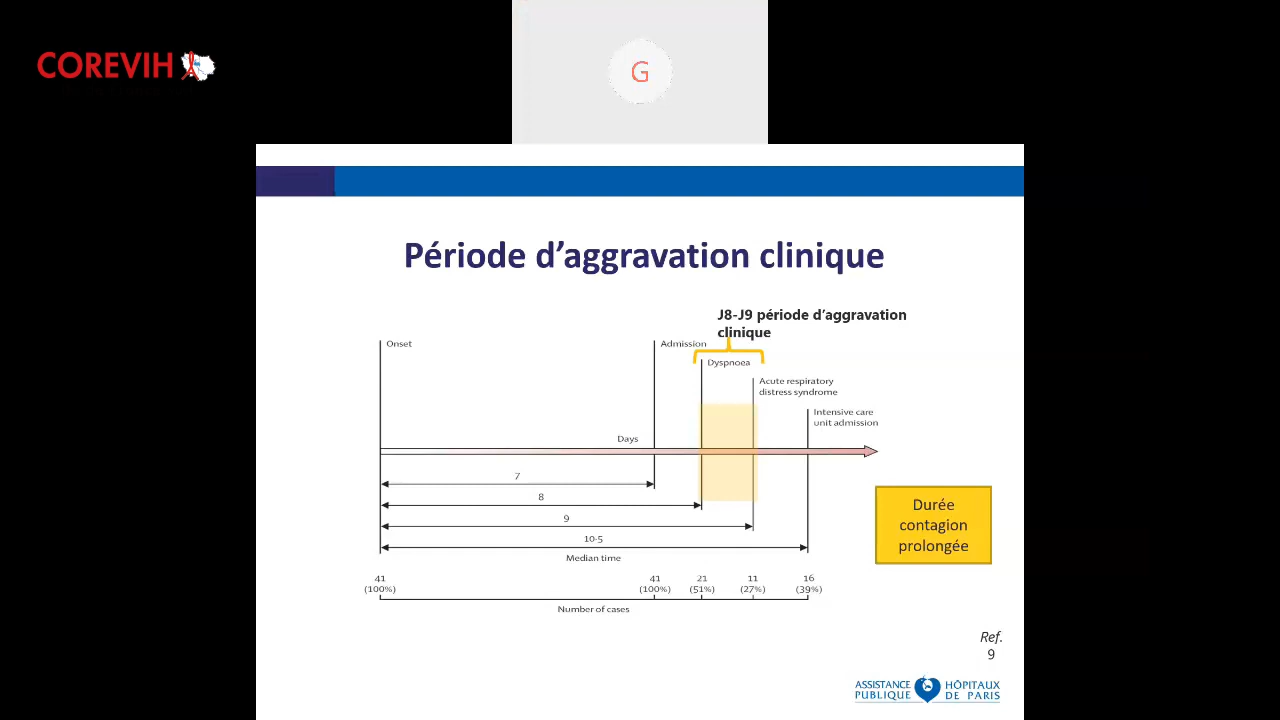 COREVIH
G
Période d’aggravation clinique
J8-J9 période d’aggravation
clinique
Onset
Admission
Dyspnoea
Acute respiratory
distress syndrome
Intensive care
unit admission
Days
7
8
9
10·5
Median time
41
(100%)
41
(100%)
21
(51%)
11
(27%)
16
(39%)
Number of cases
Durée
contagion
prolongée
Ref.
9
ASSISTANCE
PUBLIQUE
HÔPITAUX
DE PARIS